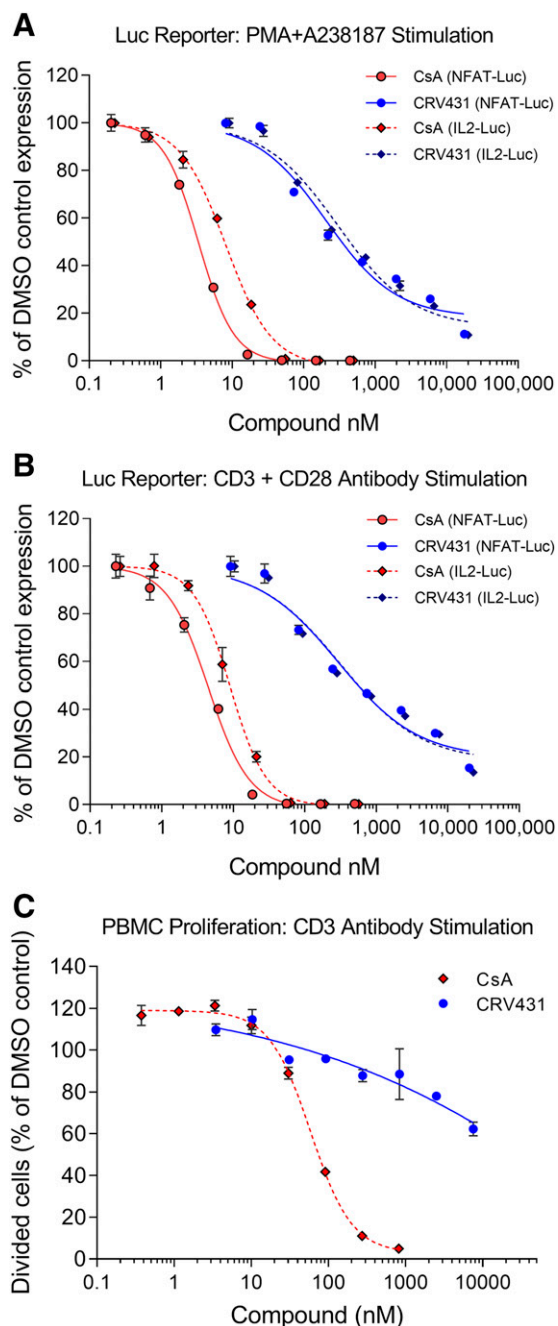 A
Luc Reporter: PMA+A238187 Stimulation
% of DMSO control expression
120
100
80
60
40
20
0
CsA (NFAT-Luc)
CRV431 (NFAT-Luc)
CsA (IL2-Luc)
CRV431 (IL2-Luc)
0.1 1 10 100 1,000 10,000 100,000
Compound nM
B
Luc Reporter: CD3 + CD28 Antibody Stimulation
% of DMSO control expression
120
100
80
60
40
20
0
CsA (NFAT-Luc)
CRV431 (NFAT-Luc)
CsA (IL2-Luc)
CRV431 (IL2-Luc)
0.1 1 10 100 1,000 10,000 100,000
Compound nM
C
PBMC Proliferation: CD3 Antibody Stimulation
Divided cells (% of DMSO control)
140
120
100
80
60
40
20
0
CsA
CRV431
0.1 1 10 100 1000 10000
Compound (nM)